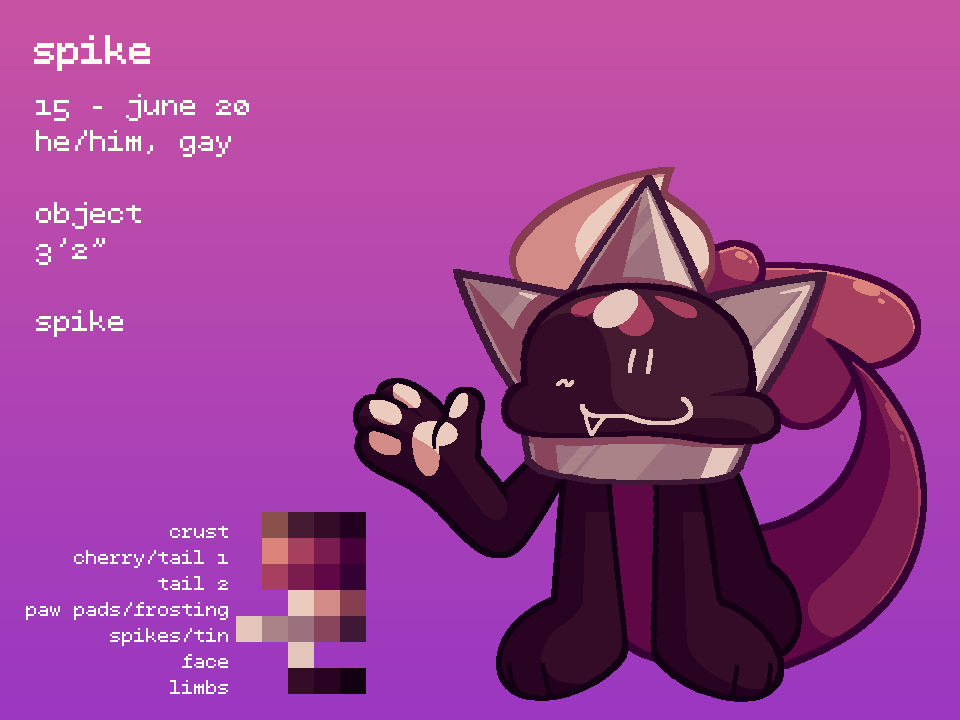 spike
15 - june 20
he/him, gay
object
3'2"
spike
crust
cherry/tail 1
tail 2
paw pads/frosting
spikes/tin
face
limbs